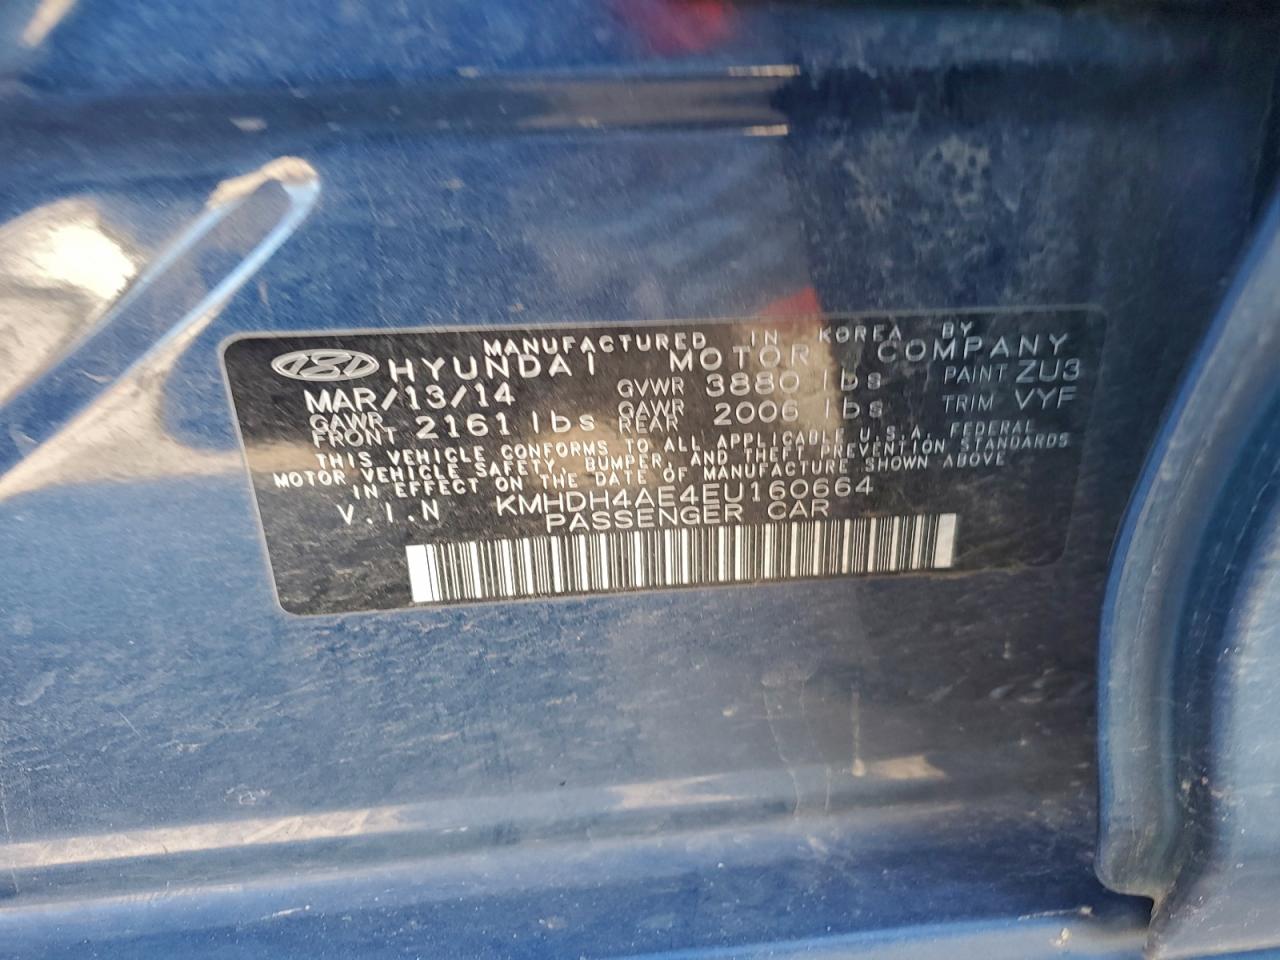 MANUFACTURED IN KOREA BY
HYUNDAI MOTOR COMPANY
MAR/13/14 GVWR 3880 lbs PAINT ZU3
GAWR FRONT 2161 lbs GAWR REAR 2006 lbs TRIM VYF
THIS VEHICLE CONFORMS TO ALL APPLICABLE U.S.A. FEDERAL
MOTOR VEHICLE SAFETY, BUMPER, AND THEFT PREVENTION STANDARDS
IN EFFECT ON THE DATE OF MANUFACTURE SHOWN ABOVE
V.I.N KMHDH4AE4EU160664
PASSENGER CAR